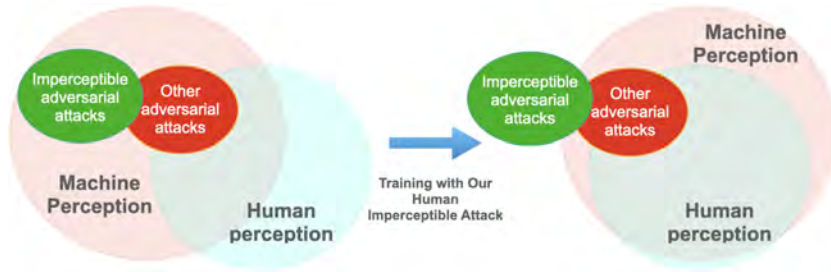 Imperceptible
adversarial
attacks
Other
adversarial
attacks
Machine
Perception
Human
perception
Training with Our
Human
Imperceptible Attack
Imperceptible
adversarial
attacks
Other
adversarial
attacks
Machine
Perception
Human
perception